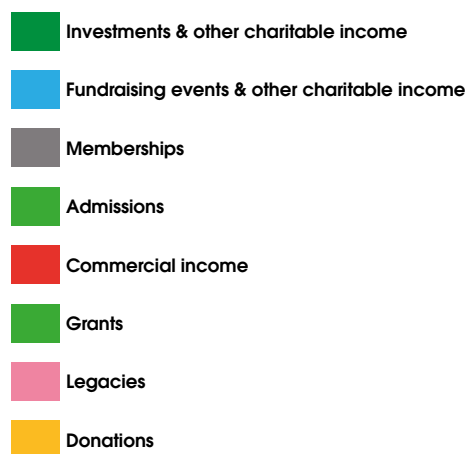 Investments & other charitable income
Fundraising events & other charitable income
Memberships
Admissions
Commercial income
Grants
Legacies
Donations